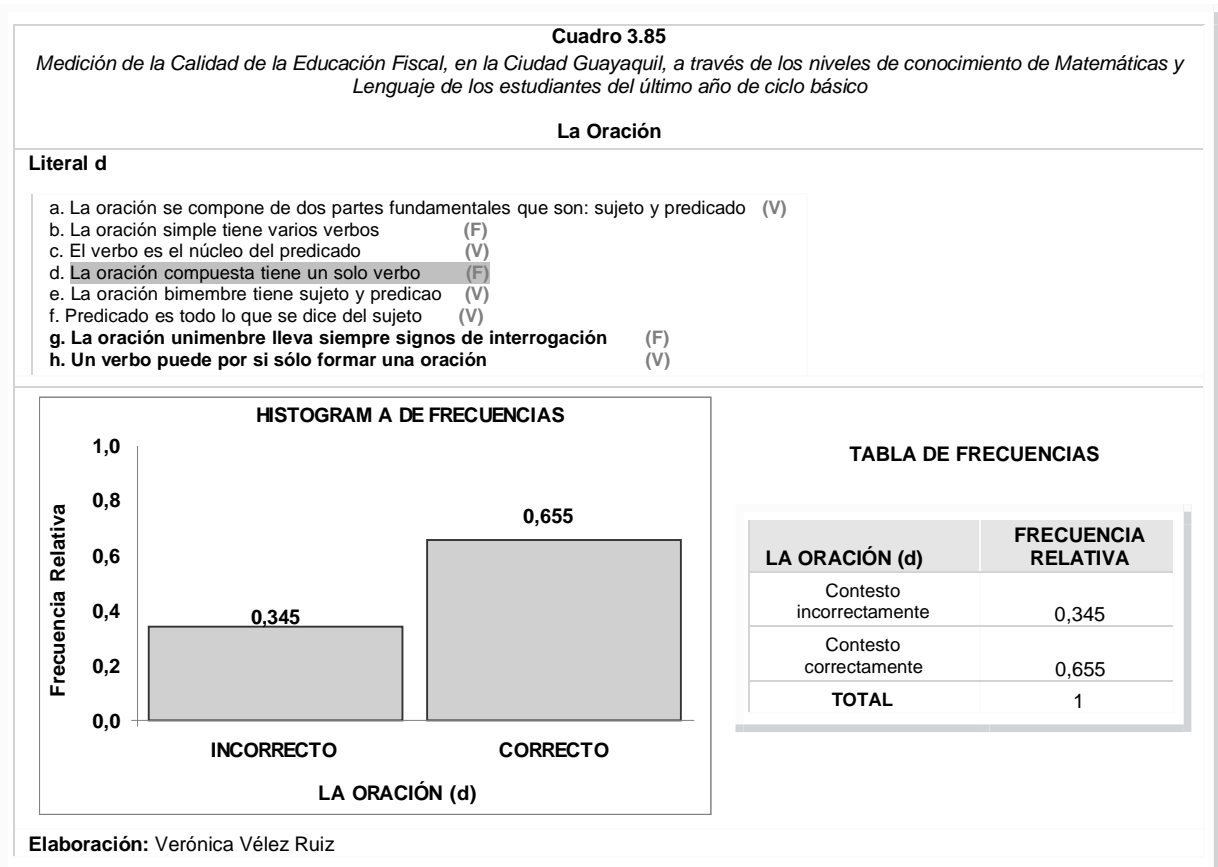 Cuadro 3.85
Medición de la Calidad de la Educación Fiscal, en la Ciudad Guayaquil, a través de los niveles de conocimiento de Matemáticas y
Lenguaje de los estudiantes del último año de ciclo básico
La Oración
Literal d
a. La oración se compone de dos partes fundamentales que son: sujeto y predicado (V)
b. La oración simple tiene varios verbos (F)
c. El verbo es el núcleo del predicado (V)
d. La oración compuesta tiene un solo verbo (F)
e. La oración bimembre tiene sujeto y predicao (V)
f. Predicado es todo lo que se dice del sujeto (V)
g. La oración unimenbre lleva siempre signos de interrogación (F)
h. Un verbo puede por si sólo formar una oración (V)
HISTOGRAM A DE FRECUENCIAS
Frecuencia Relativa
1,0
0,8
0,6
0,4
0,2
0,0
0,345
0,655
INCORRECTO CORRECTO
LA ORACIÓN (d)
TABLA DE FRECUENCIAS
LA ORACIÓN (d) FRECUENCIA
RELATIVA
Contesto
incorrectamente 0,345
Contesto
correctamente 0,655
TOTAL 1
Elaboración: Verónica Vélez Ruiz